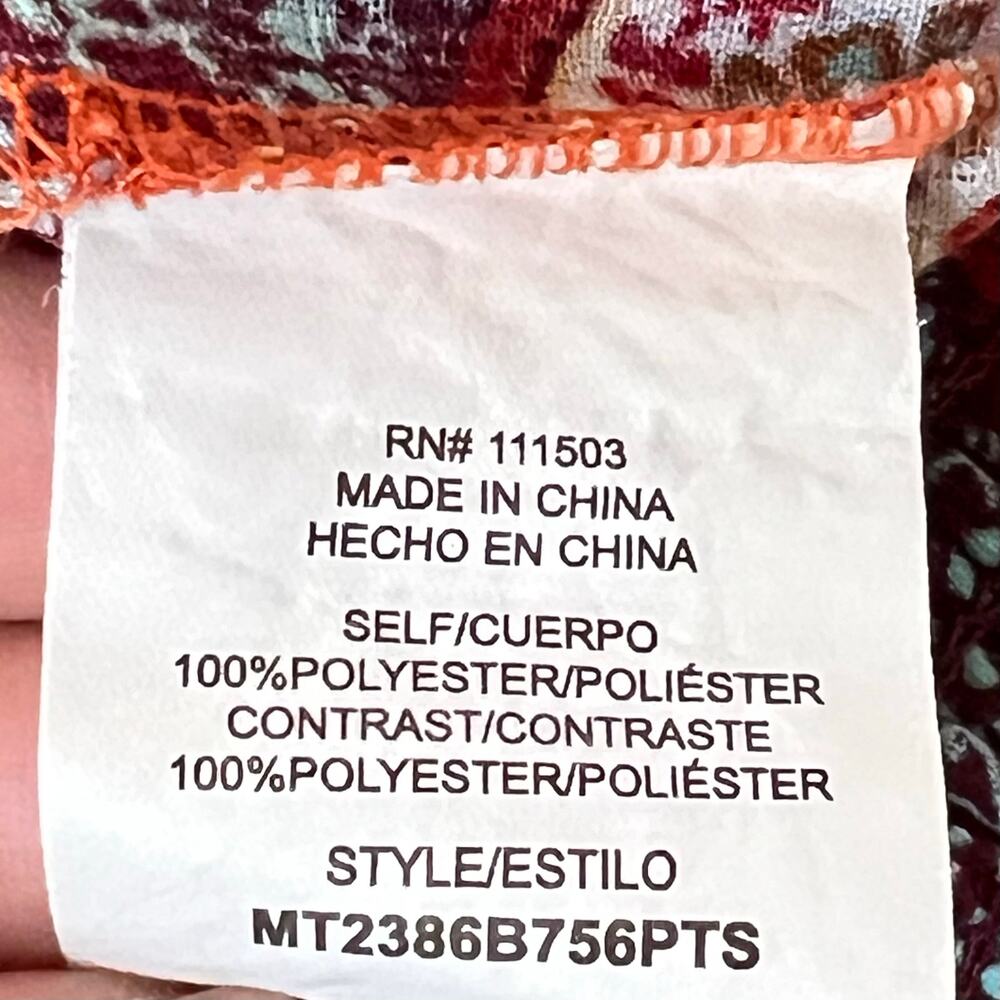 RN# 111503
MADE IN CHINA
HECHO EN CHINA
SELF/CUERPO
100%POLYESTER/POLIÉSTER
CONTRAST/CONTRASTE
100%POLYESTER/POLIÉSTER
STYLE/ESTILO
MT2386B756PTS